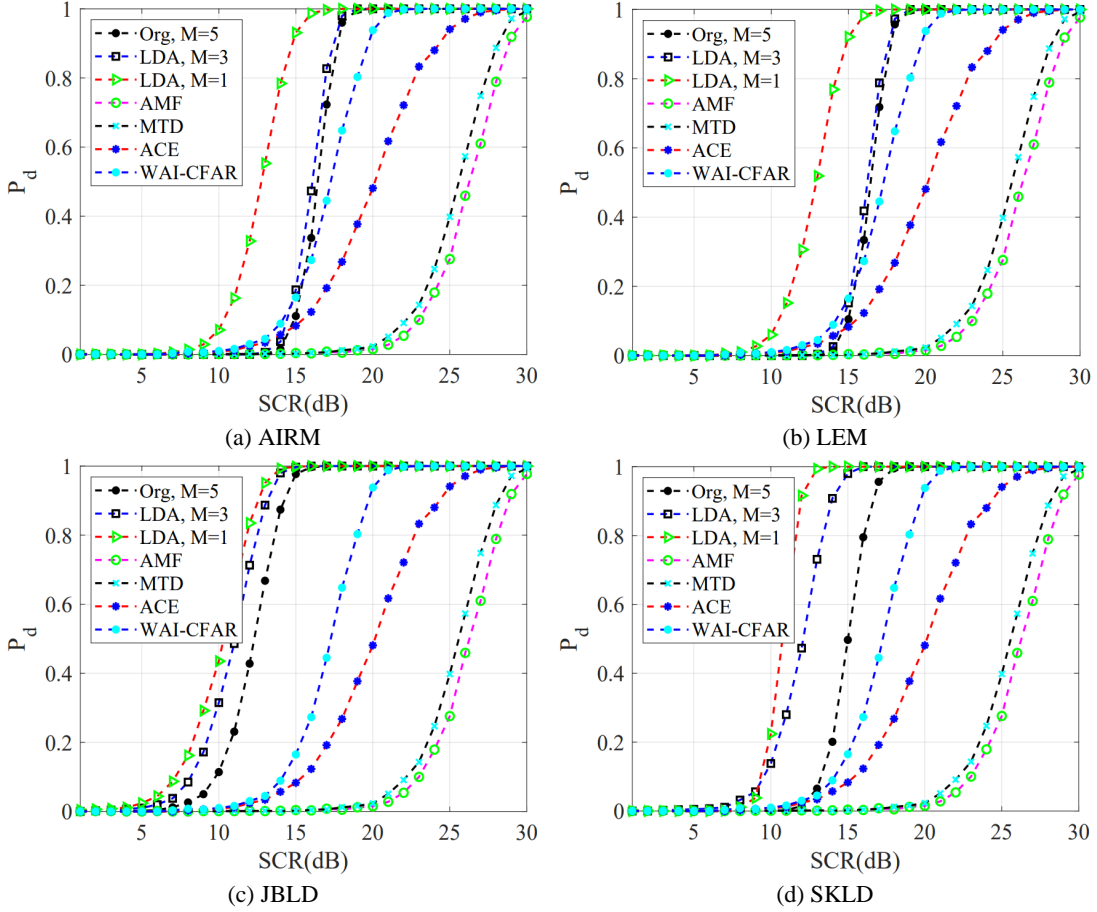 1
0.8
0.6
0.4
0.2
0
P_d
Org, M=5
LDA, M=3
LDA, M=1
AMF
MTD
ACE
WAI-CFAR
5
10
15
20
25
30
SCR(dB)
(a) AIRM
1
0.8
0.6
0.4
0.2
0
P_d
Org, M=5
LDA, M=3
LDA, M=1
AMF
MTD
ACE
WAI-CFAR
5
10
15
20
25
30
SCR(dB)
(b) LEM
1
0.8
0.6
0.4
0.2
0
P_d
Org, M=5
LDA, M=3
LDA, M=1
AMF
MTD
ACE
WAI-CFAR
5
10
15
20
25
30
SCR(dB)
(c) JBLD
1
0.8
0.6
0.4
0.2
0
P_d
Org, M=5
LDA, M=3
LDA, M=1
AMF
MTD
ACE
WAI-CFAR
5
10
15
20
25
30
SCR(dB)
(d) SKLD